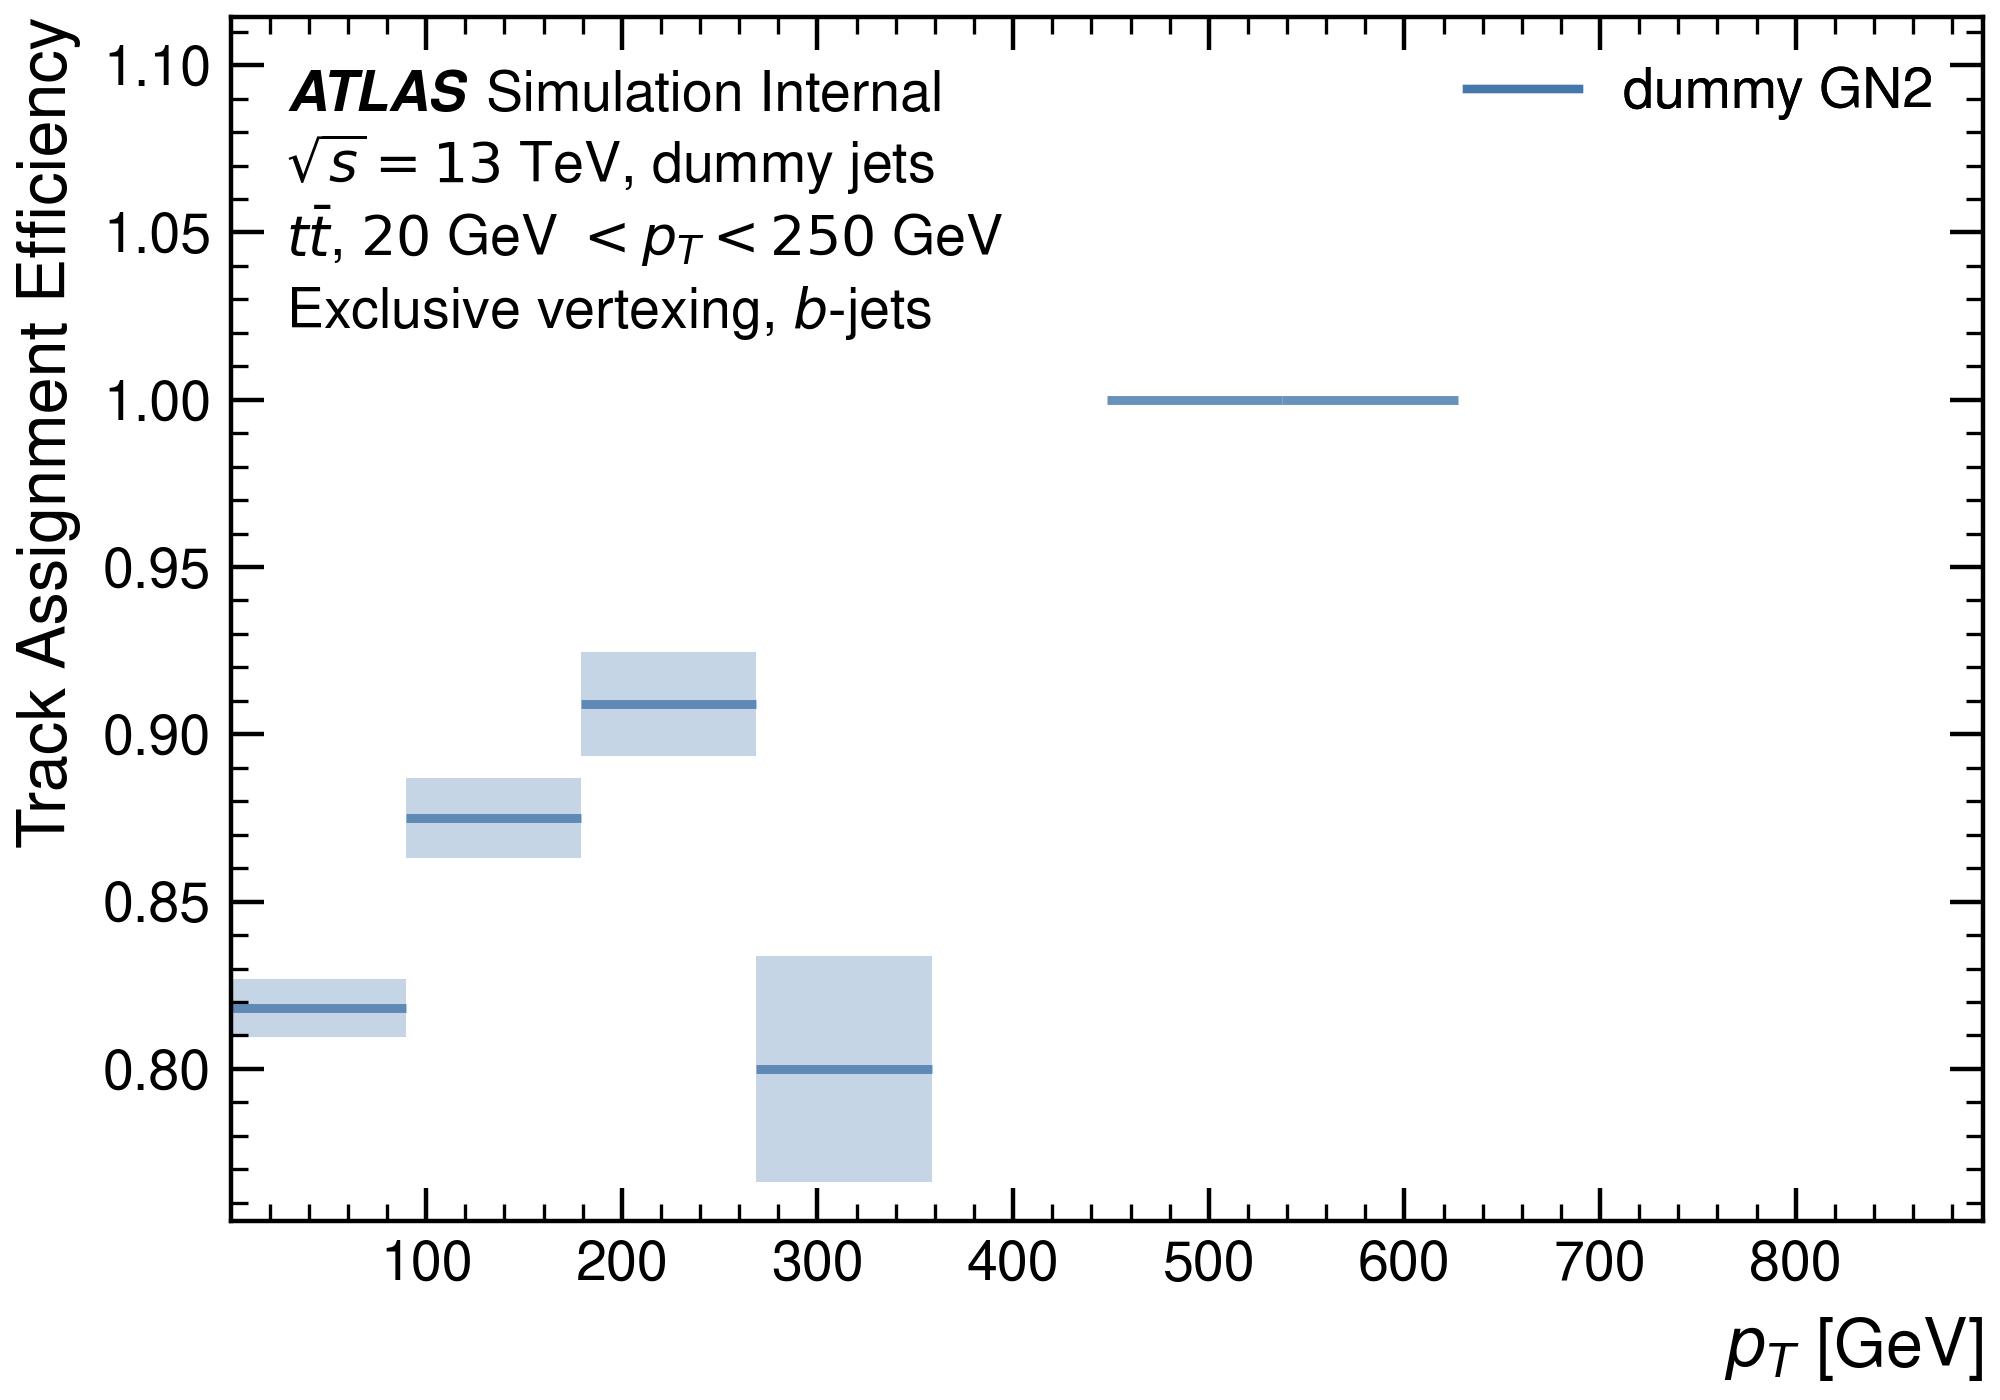 Track Assignment Efficiency
1.10
1.05
1.00
0.95
0.90
0.85
0.80
ATLAS Simulation Internal
√s = 13 TeV, dummy jets
tt̄, 20 GeV < p_T < 250 GeV
Exclusive vertexing, b-jets
dummy GN2
100 200 300 400 500 600 700 800
p_T [GeV]